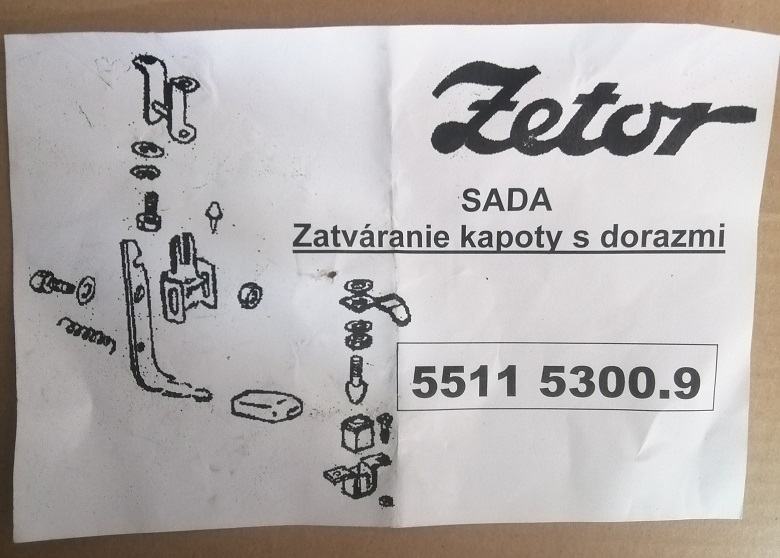 Zetor
SADA
Zatváranie kapoty s dorazmi
5511 5300.9